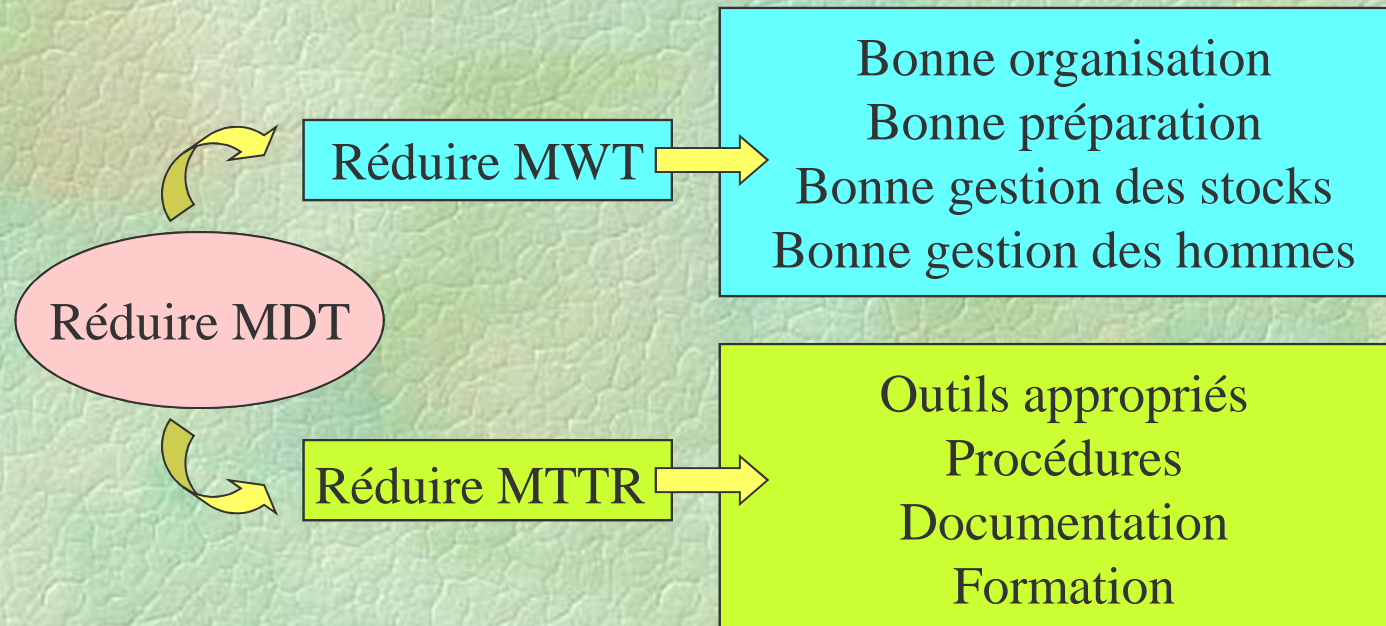 Réduire MDT
Réduire MWT
Bonne organisation
Bonne préparation
Bonne gestion des stocks
Bonne gestion des hommes
Réduire MTTR
Outils appropriés
Procédures
Documentation
Formation